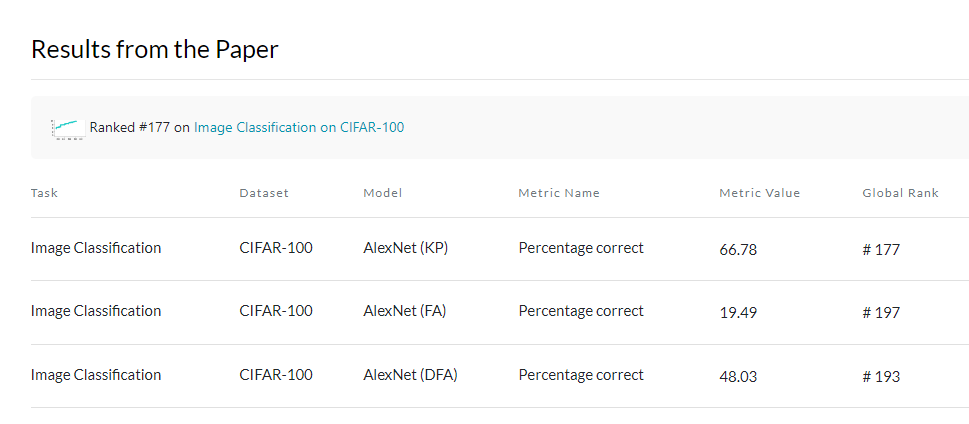 Results from the Paper
Ranked #177 on Image Classification on CIFAR-100
Task Dataset Model Metric Name Metric Value Global Rank
Image Classification CIFAR-100 AlexNet (KP) Percentage correct 66.78 # 177
Image Classification CIFAR-100 AlexNet (FA) Percentage correct 19.49 # 197
Image Classification CIFAR-100 AlexNet (DFA) Percentage correct 48.03 # 193